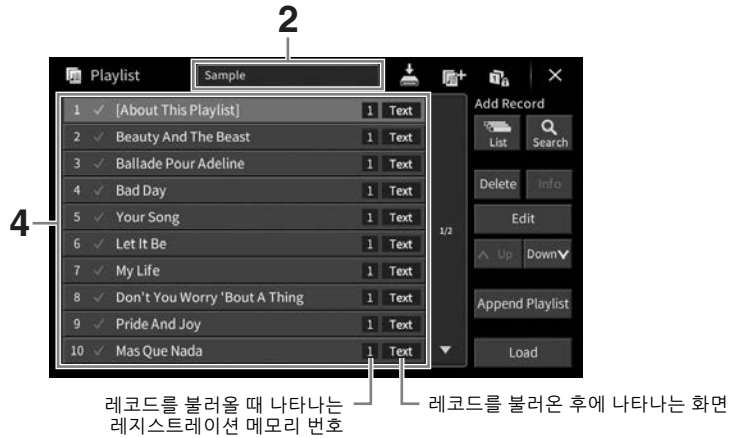 2
Playlist Sample
1 [About This Playlist] 1 Text
2 Beauty And The Beast 1 Text
3 Ballade Pour Adeline 1 Text
4 Bad Day 1 Text
5 Your Song 1 Text
6 Let It Be 1 Text
7 My Life 1 Text
8 Don't You Worry 'Bout A Thing 1 Text
9 Pride And Joy 1 Text
10 Mas Que Nada 1 Text
4
1/2
Add Record
List Search
Delete Info
Edit
Up Down
Append Playlist
Load
레코드를 불러올 때 나타나는
레지스트레이션 메모리 번호
레코드를 불러온 후에 나타나는 화면